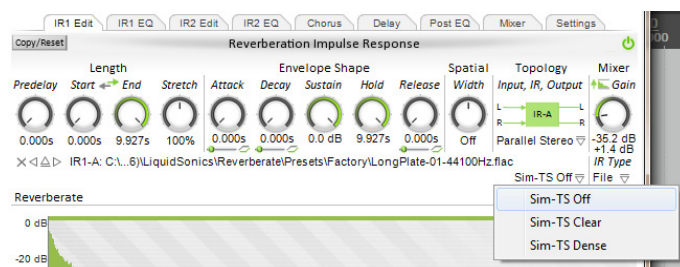 IR1 Edit IR1 EQ IR2 Edit IR2 EQ Chorus Delay Post EQ Mixer Settings
Copy/Reset Reverberation Impulse Response
Length Envelope Shape Spatial Topology Mixer
Predelay Start End Stretch Attack Decay Sustain Hold Release Width Input, IR, Output Gain
L IR-A L
R R
0.000s 0.000s 9.927s 100% 0.000s 0.000s 0.0 dB 9.927s 0.000s Off Parallel Stereo -35.2 dB
+1.4 dB
IR1-A: C:\...6)\LiquidSonics\Reverberate\Presets\Factory\LongPlate-01-44100Hz.flac IR Type
Sim-TS Off File
Reverberate Sim-TS Off
0 dB Sim-TS Clear
Sim-TS Dense
-20 dB